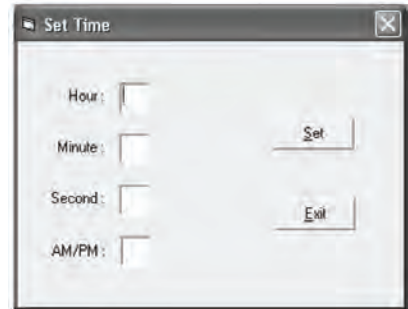 Set Time
Hour :
Minute :
Second :
AM/PM :
Set
Exit